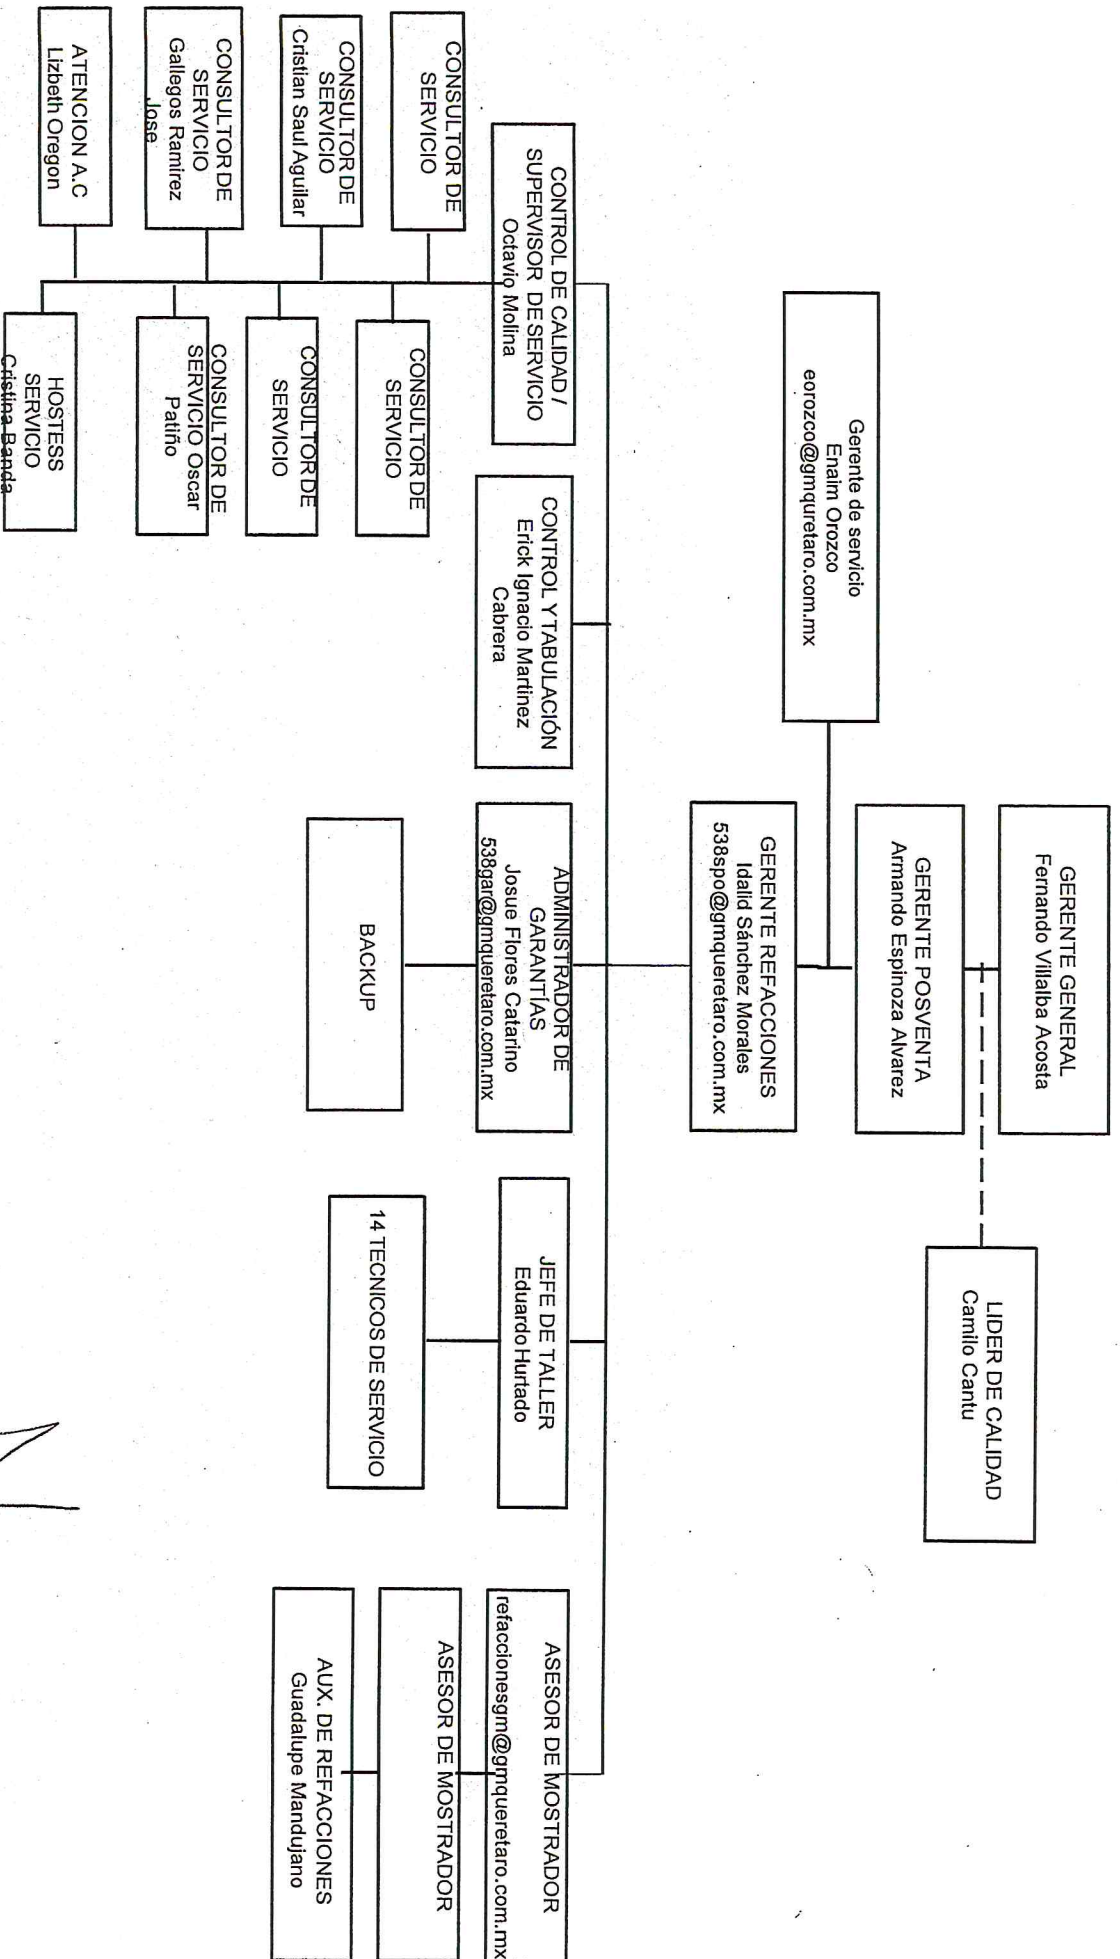 GERENTE GENERAL
Fernando Villalba Acosta
LIDER DE CALIDAD
Camilo Cantu
GERENTE POSVENTA
Armando Espinoza Alvarez
Gerente de servicio
Enaim Orozco
eorozco@gmquretaro.com.mx
GERENTE REFACCIONES
Idalid Sánchez Morales
538spo@gmqueretaro.com.mx
CONTROL DE CALIDAD /
SUPERVISOR DE SERVICIO
Octavio Molina
CONTROL Y TABULACIÓN
Erick Ignacio Martinez
Cabrera
ADMINISTRADOR DE
GARANTÍAS
Josue Flores Catarino
538gar@gmqueretaro.com.mx
JEFE DE TALLER
Eduardo Hurtado
ASESOR DE MOSTRADOR
refaccionesgm@gmqueretaro.com.mx
CONSULTOR DE
SERVICIO
CONSULTOR DE
SERVICIO
BACKUP
14 TECNICOS DE SERVICIO
ASESOR DE MOSTRADOR
CONSULTOR DE
SERVICIO
Cristian Saul Aguilar
CONSULTOR DE
SERVICIO
AUX. DE REFACCIONES
Guadalupe Mandujano
CONSULTOR DE
SERVICIO
Gallegos Ramirez
Jose
CONSULTOR DE
SERVICIO Oscar
Patiño
ATENCION A.C
Lizbeth Oregon
HOSTESS
SERVICIO
Cristina Banda